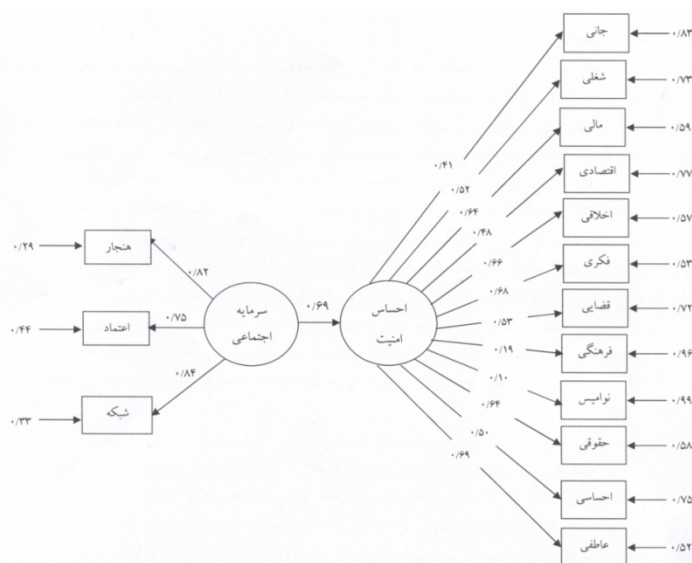 جانی
۰/۸۳
شغلی
۰/۷۳
مالی
۰/۵۹
۰/۴۱
۰/۵۲
اقتصادی
۰/۷۷
۰/۶۴
اخلاقی
۰/۵۷
۰/۴۸
۰/۲۹
هنجار
۰/۶۶
فکری
۰/۵۳
۰/۸۲
۰/۶۸
قضایی
۰/۷۲
سرمایه
اجتماعی
۰/۶۹
احساس
امنیت
۰/۵۳
۰/۴۴
اعتماد
۰/۷۵
۰/۱۹
فرهنگی
۰/۹۶
۰/۱۰
نوامیس
۰/۹۹
۰/۸۴
۰/۶۴
۰/۳۳
شبکه
۰/۵۰
حقوقی
۰/۵۸
۰/۶۹
احساسی
۰/۷۵
عاطفی
۰/۵۲